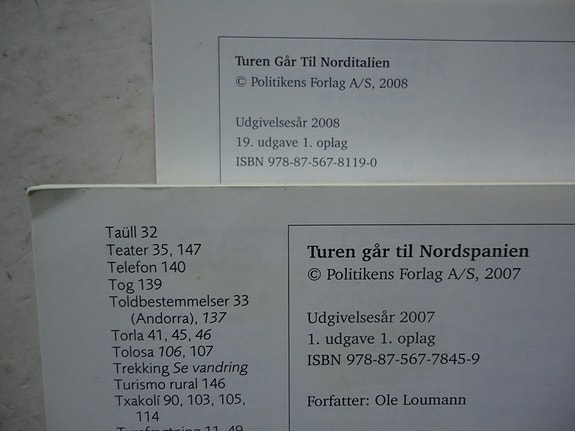 Turen Går Til Norditalien
© Politikens Forlag A/S, 2008
Udgivelsesår 2008
19. udgave 1. oplag
ISBN 978-87-567-8119-0
Taüll 32
Teater 35, 147
Telefon 140
Tog 139
Toldbestemmelser 33
(Andorra), 137
Torla 41, 45, 46
Tolosa 106, 107
Trekking Se vandring
Turismo rural 146
Txakolí 90, 103, 105,
114
Turen går til Nordspanien
© Politikens Forlag A/S, 2007
Udgivelsesår 2007
1. udgave 1. oplag
ISBN 978-87-567-7845-9
Forfatter: Ole Loumann